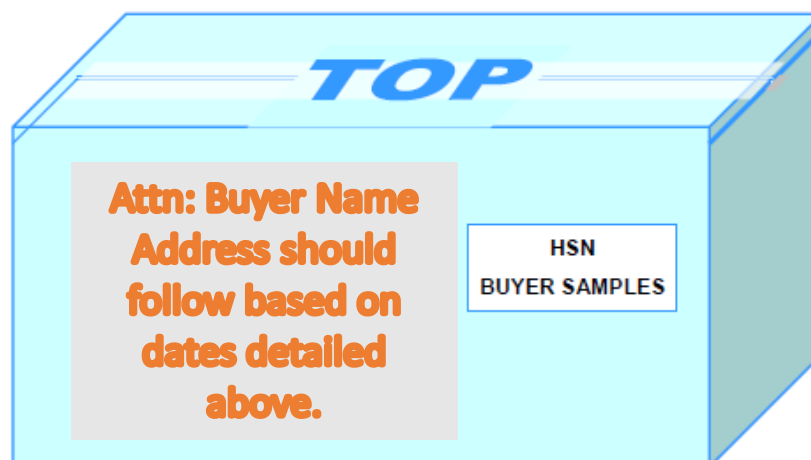 TOP
Attn: Buyer Name
Address should
follow based on
dates detailed
above.
HSN
BUYER SAMPLES